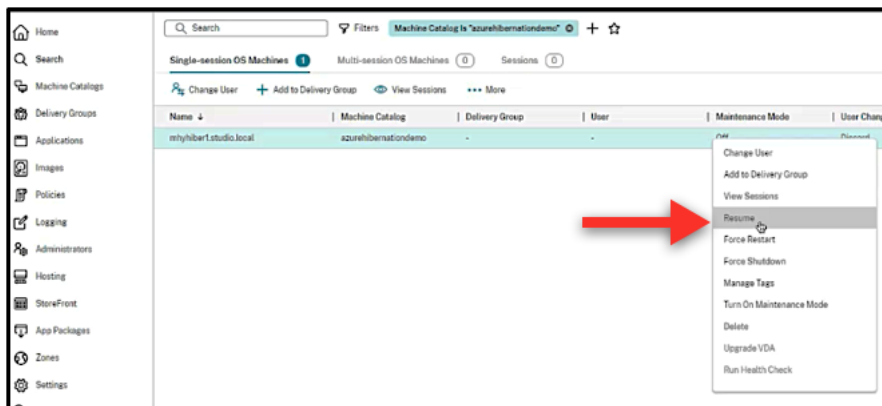 Home
Search
Machine Catalogs
Delivery Groups
Applications
Images
Policies
Logging
Administrators
Hosting
StoreFront
App Packages
Zones
Settings
Search
Filters
Machine Catalog Is "azurehibernationdemo"
Single-session OS Machines 1
Multi-session OS Machines (0)
Sessions (0)
Change User
Add to Delivery Group
View Sessions
More
Name
Machine Catalog
Delivery Group
User
Maintenance Mode
User Chang
mhyhiber1.studio.local
azurehibernationdemo
-
-
Off
Discard
Change User
Add to Delivery Group
View Sessions
Resume
Force Restart
Force Shutdown
Manage Tags
Turn On Maintenance Mode
Delete
Upgrade VDA
Run Health Check